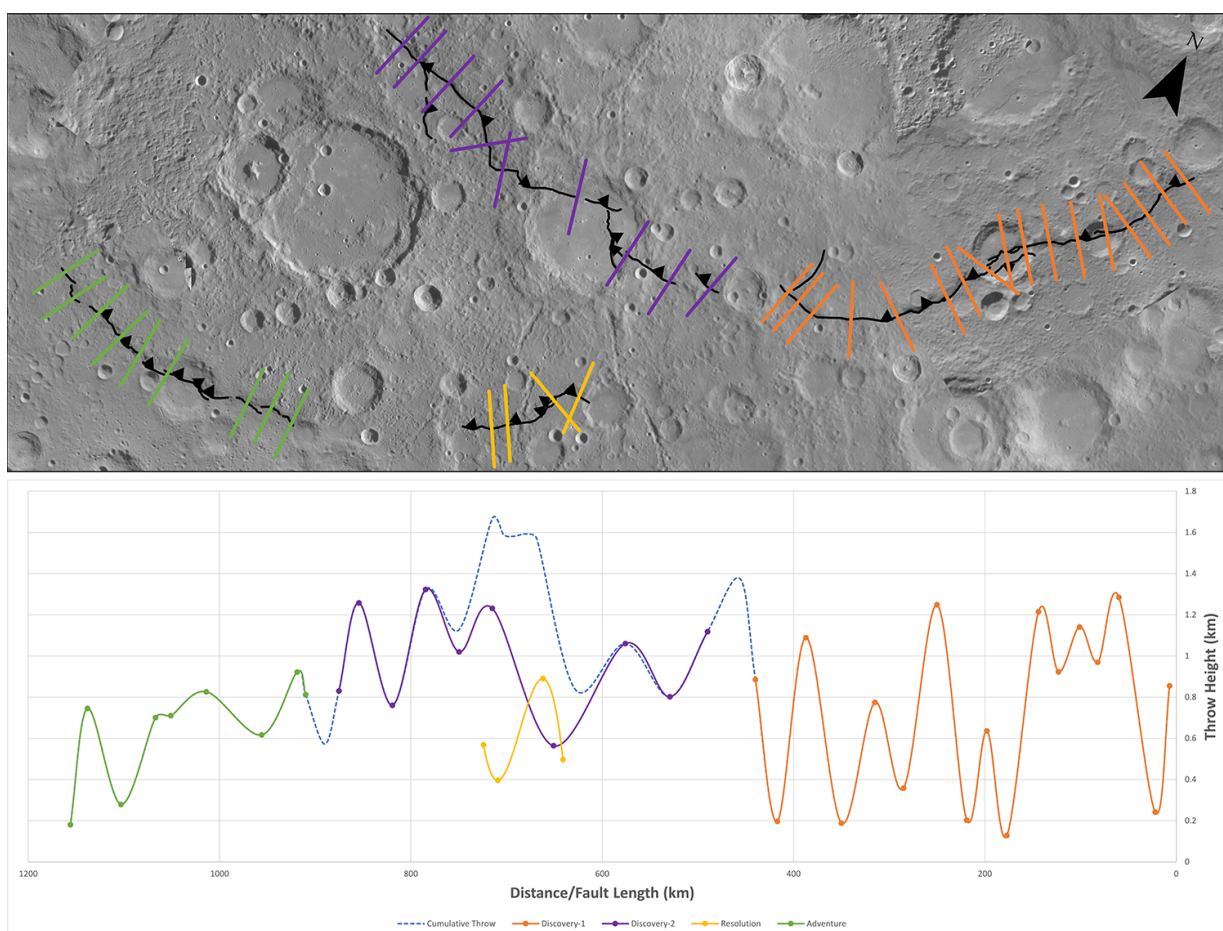 N
1.8
1.6
1.4
1.2
1
0.8
0.6
0.4
0.2
0
Throw Height (km)
1200 1000 800 600 400 200 0
Distance/Fault Length (km)
Cumulative Throw Discovery-1 Discovery-2 Resolution Adventure